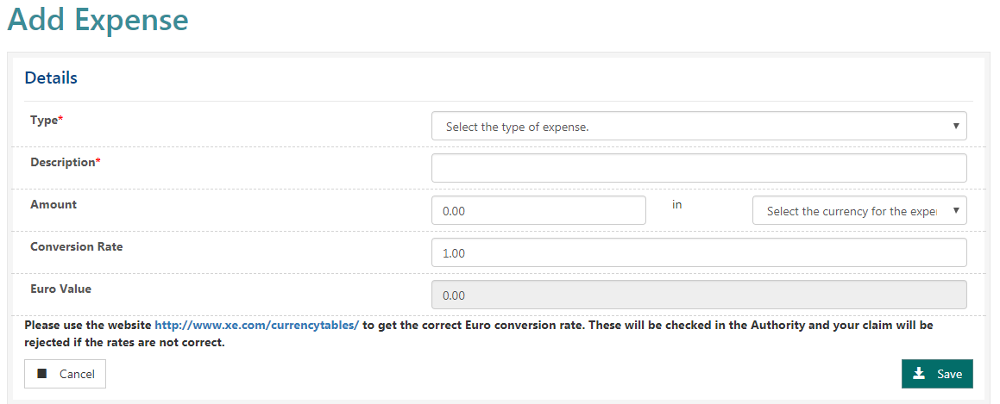 Add Expense
Details
Type*
Select the type of expense.
Description*
Amount
0.00
in
Select the currency for the expe
Conversion Rate
1.00
Euro Value
0.00
Please use the website http://www.xe.com/currencytables/ to get the correct Euro conversion rate. These will be checked in the Authority and your claim will be
rejected if the rates are not correct.
Cancel
Save